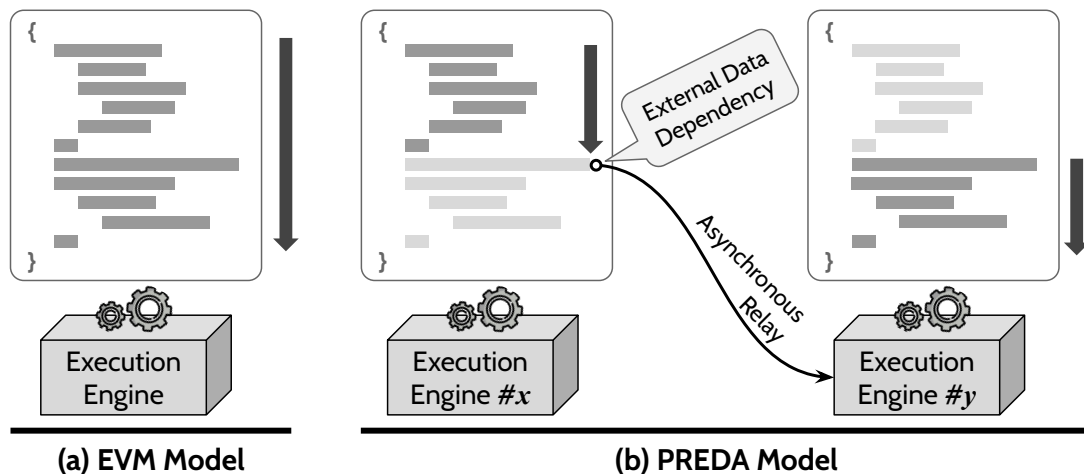 {
}
Execution
Engine
(a) EVM Model
{
}
External Data
Dependency
Asynchronous
Relay
Execution
Engine #x
{
}
Execution
Engine #y
(b) PREDA Model